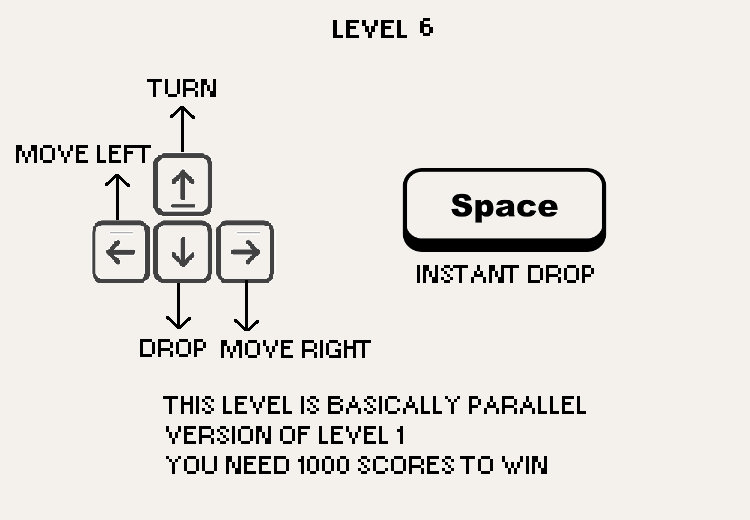 LEVEL 6
TURN
MOVE LEFT
Space
INSTANT DROP
DROP
MOVE RIGHT
THIS LEVEL IS BASICALLY PARALLEL
VERSION OF LEVEL 1
YOU NEED 1000 SCORES TO WIN